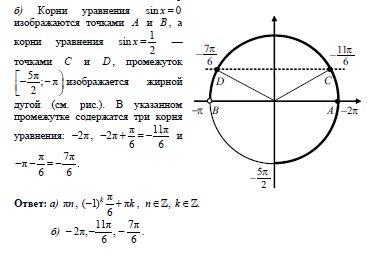 б) Корни уравнения sin x = 0
изображаются точками A и B, а
корни уравнения sin x = 1/2 —
точками C и D, промежуток
[−5π/2; −π) изображается жирной
дугой (см. рис.). В указанном
промежутке содержатся три корня
уравнения: −2π, −2π + π/6 = −11π/6 и
−π − π/6 = −7π/6.
−7π/6
−11π/6
D
C
−π
B
A
−2π
−5π/2
Ответ: а) πn, (−1)^k π/6 + πk, n∈ℤ, k∈ℤ.
б) −2π, −11π/6, −7π/6.